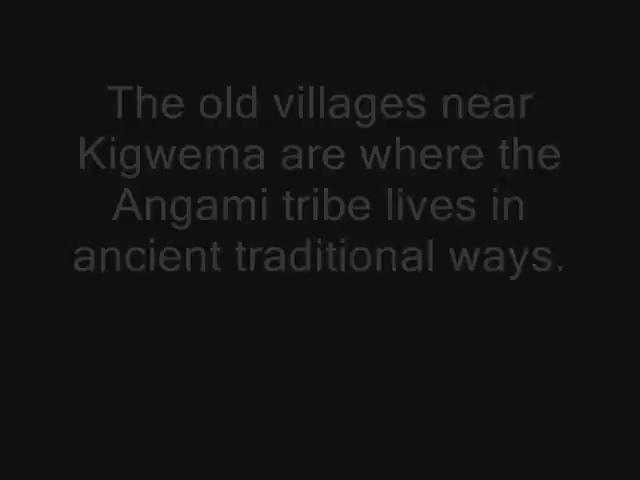 The old villages near
Kigwema are where the
Angami tribe lives in
ancient traditional ways.